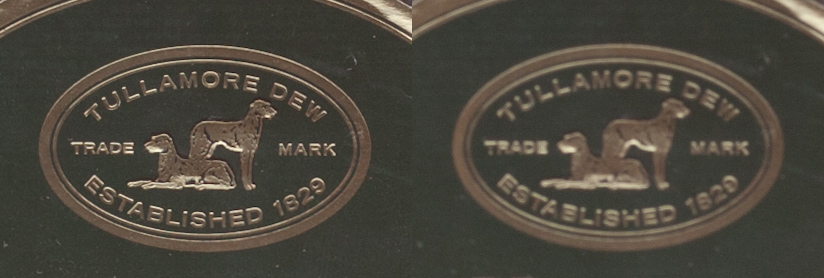 TULLAMORE DEW
TRADE MARK
ESTABLISHED 1829
TULLAMORE DEW
TRADE MARK
ESTABLISHED 1829